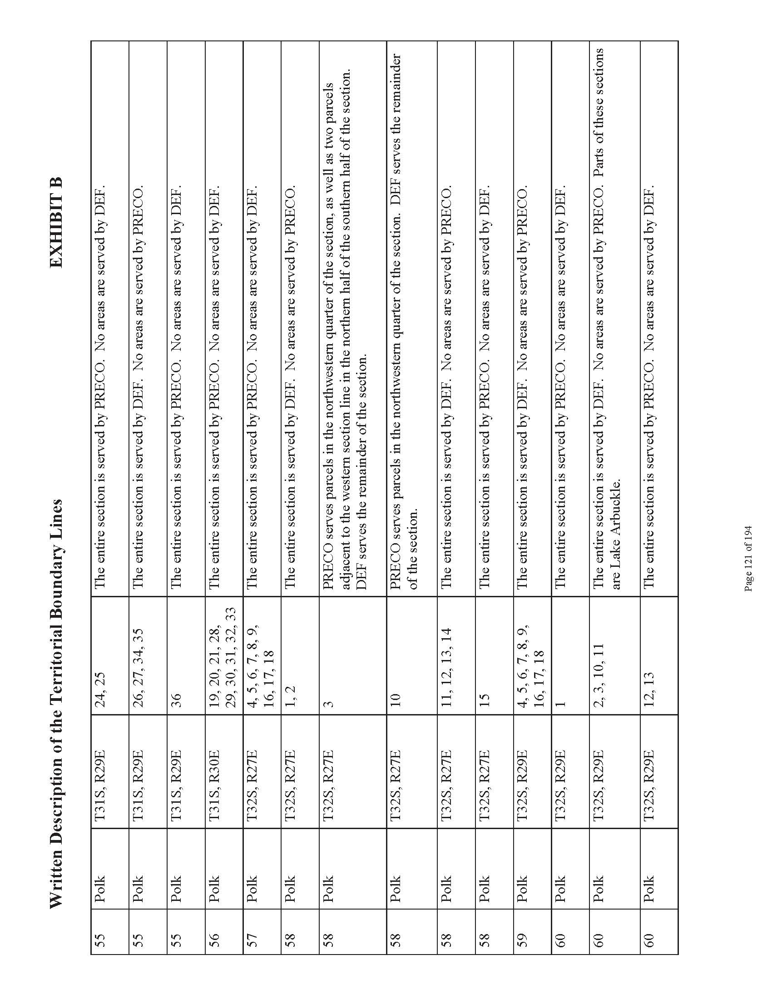 Written Description of the Territorial Boundary Lines EXHIBIT B
55 Polk T31S, R29E 24, 25 The entire section is served by PRECO. No areas are served by DEF.
55 Polk T31S, R29E 26, 27, 34, 35 The entire section is served by DEF. No areas are served by PRECO.
55 Polk T31S, R29E 36 The entire section is served by PRECO. No areas are served by DEF.
56 Polk T31S, R30E 19, 20, 21, 28, The entire section is served by PRECO. No areas are served by DEF.
29, 30, 31, 32, 33
57 Polk T32S, R27E 4, 5, 6, 7, 8, 9, The entire section is served by PRECO. No areas are served by DEF.
16, 17, 18
58 Polk T32S, R27E 1, 2 The entire section is served by DEF. No areas are served by PRECO.
58 Polk T32S, R27E 3 PRECO serves parcels in the northwestern quarter of the section, as well as two parcels
adjacent to the western section line in the northern half of the southern half of the section.
DEF serves the remainder of the section.
58 Polk T32S, R27E 10 PRECO serves parcels in the northwestern quarter of the section. DEF serves the remainder
of the section.
58 Polk T32S, R27E 11, 12, 13, 14 The entire section is served by DEF. No areas are served by PRECO.
58 Polk T32S, R27E 15 The entire section is served by PRECO. No areas are served by DEF.
59 Polk T32S, R29E 4, 5, 6, 7, 8, 9, The entire section is served by DEF. No areas are served by PRECO.
16, 17, 18
60 Polk T32S, R29E 1 The entire section is served by PRECO. No areas are served by DEF.
60 Polk T32S, R29E 2, 3, 10, 11 The entire section is served by DEF. No areas are served by PRECO. Parts of these sections
are Lake Arbuckle.
60 Polk T32S, R29E 12, 13 The entire section is served by PRECO. No areas are served by DEF.
Page 121 of 194